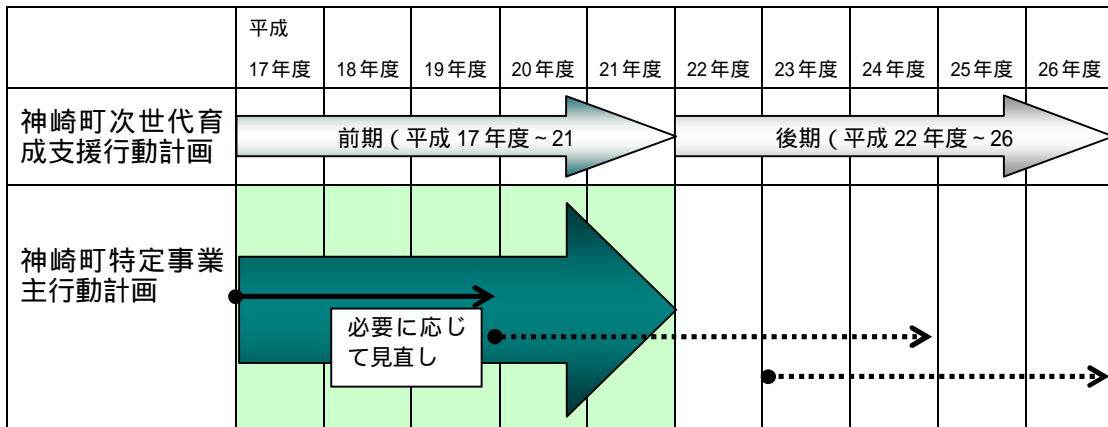 平成
17年度 18年度 19年度 20年度 21年度 22年度 23年度 24年度 25年度 26年度
神崎町次世代育
成支援行動計画
前期(平成 17 年度~21
後期(平成 22 年度~26
神崎町特定事業
主行動計画
必要に応じ
て見直し